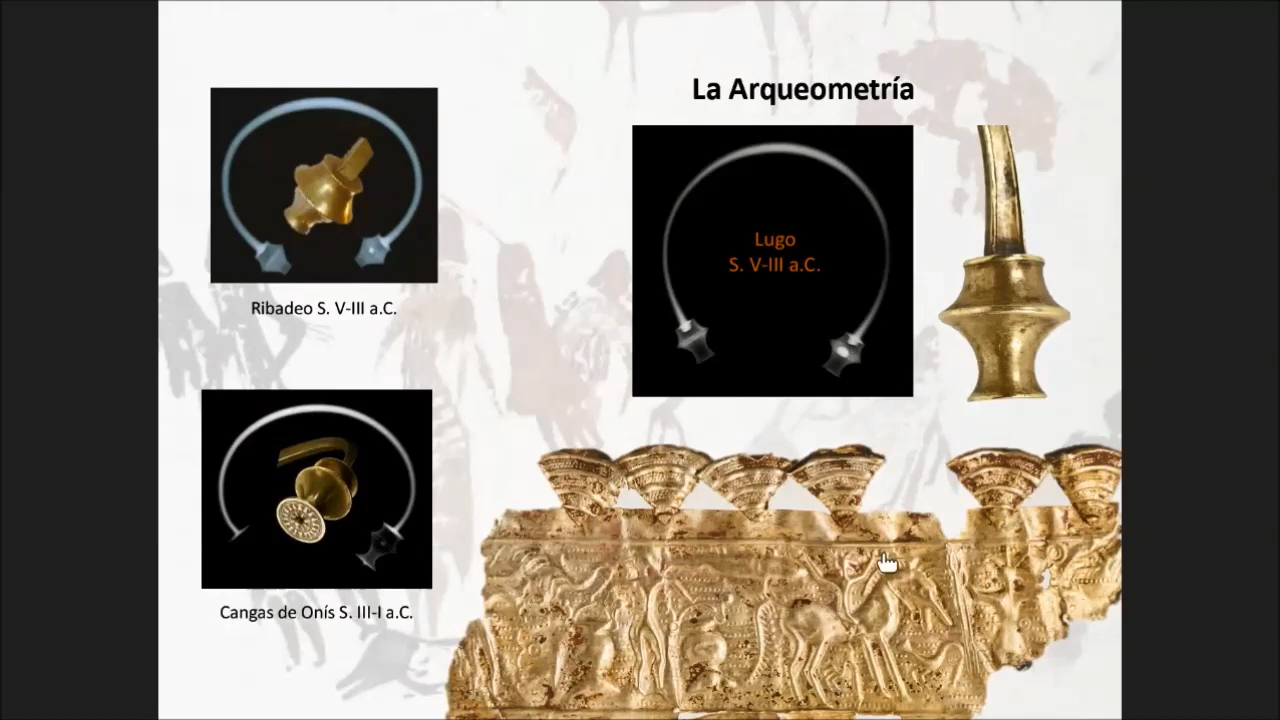 La Arqueometría
Lugo
S. V-III a.C.
Ribadeo S. V-III a.C.
Cangas de Onís S. III-I a.C.